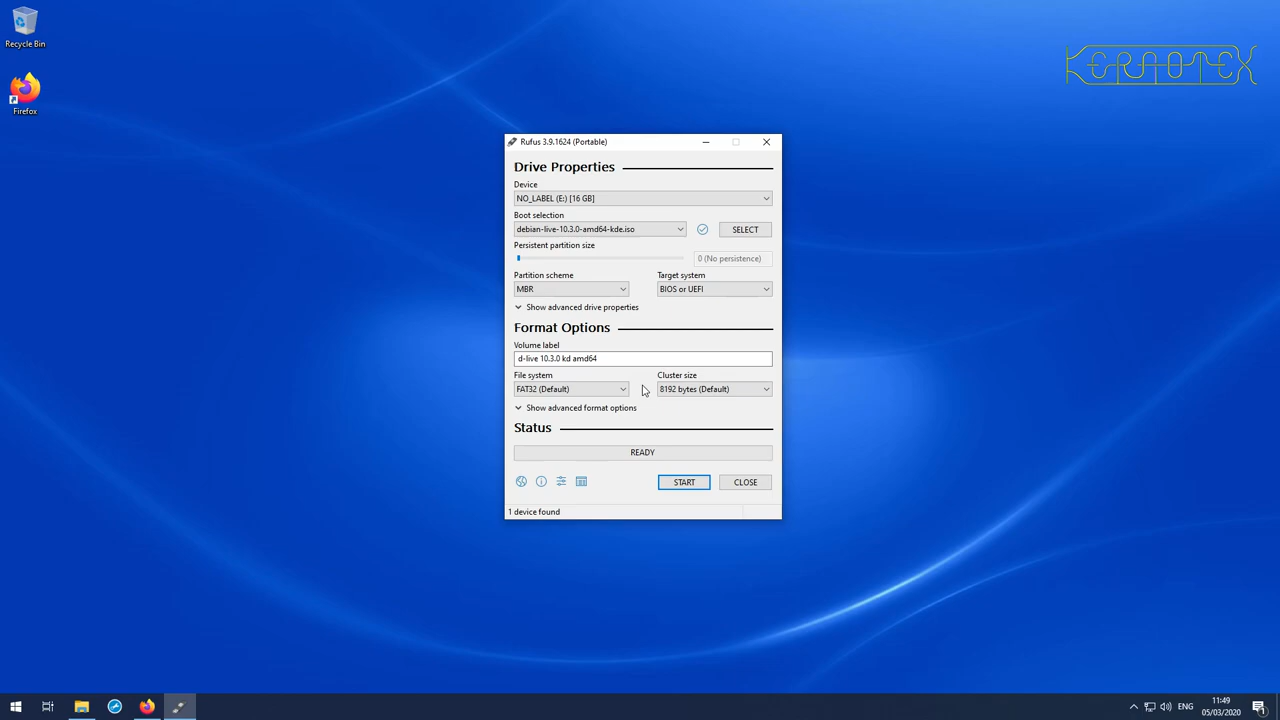 Recycle Bin
Firefox
KERAOTEX
Rufus 3.9.1624 (Portable)
Drive Properties
Device
NO_LABEL (E:) [16 GB]
Boot selection
debian-live-10.3.0-amd64-kde.iso
SELECT
Persistent partition size
0 (No persistence)
Partition scheme
Target system
MBR
BIOS or UEFI
Show advanced drive properties
Format Options
Volume label
d-live 10.3.0 kd amd64
File system
Cluster size
FAT32 (Default)
8192 bytes (Default)
Show advanced format options
Status
READY
START
CLOSE
1 device found
ENG
11:49
05/03/2020
1